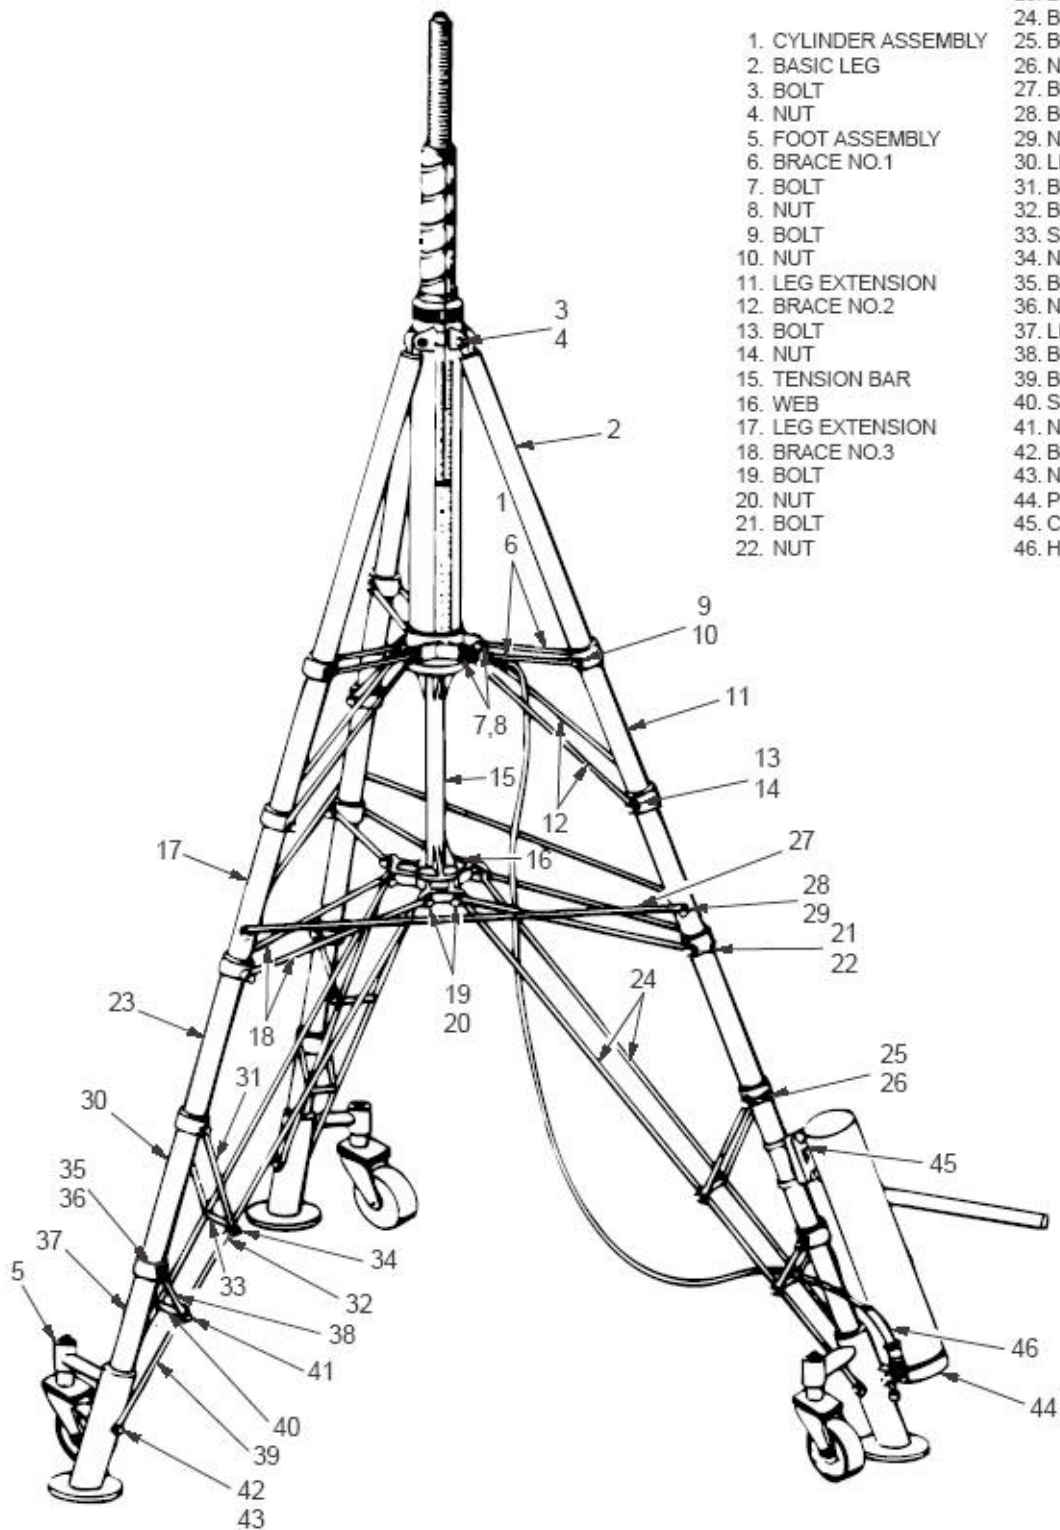 1. CYLINDER ASSEMBLY
2. BASIC LEG
3. BOLT
4. NUT
5. FOOT ASSEMBLY
6. BRACE NO.1
7. BOLT
8. NUT
9. BOLT
10. NUT
11. LEG EXTENSION
12. BRACE NO.2
13. BOLT
14. NUT
15. TENSION BAR
16. WEB
17. LEG EXTENSION
18. BRACE NO.3
19. BOLT
20. NUT
21. BOLT
22. NUT
24. B
25. B
26. N
27. B
28. B
29. N
30. L
31. B
32. B
33. S
34. N
35. B
36. N
37. L
38. B
39. B
40. S
41. N
42. B
43. N
44. P
45. C
46. H
3
4
2
1
6
9
10
11
7,8
13
14
15
12
16
27
17
28
29
21
22
19
20
24
18
23
25
26
31
30
45
35
36
34
33
32
37
5
38
41
46
40
44
39
42
43